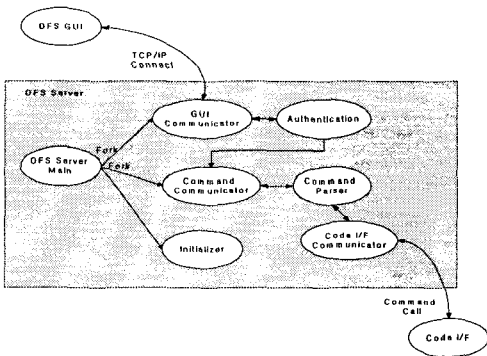 OFS GUI
TCP/IP
Connect
OFS Server
GUI
Communicator
Authentication
Fork
Fork
OFS Server
Main
Command
Communicator
Command
Parser
Initializer
Code I/F
Communicator
Command
Call
Code I/F